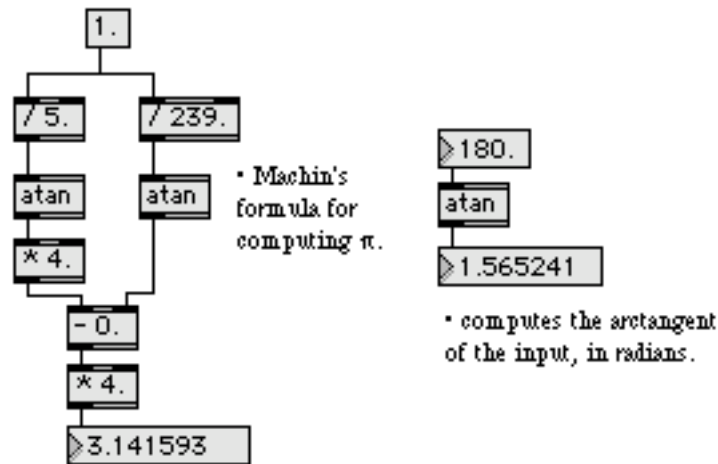 1.
/ 5.
/ 239.
atan
atan
* 4.
- 0.
* 4.
3.141593
• Machin's
formula for
computing π.
180.
atan
1.565241
• computes the arctangent
of the input, in radians.